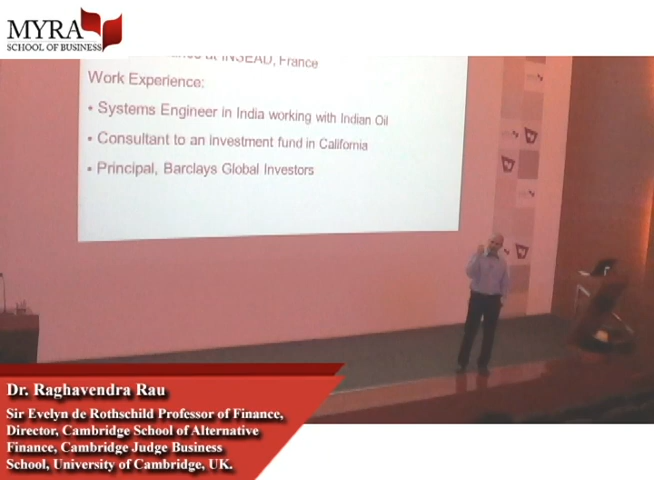 MYRA
SCHOOL OF BUSINESS
at INSEAD, France
Work Experience:
• Systems Engineer in India working with Indian Oil
• Consultant to an investment fund in California
• Principal, Barclays Global Investors
Dr. Raghavendra Rau
Sir Evelyn de Rothschild Professor of Finance,
Director, Cambridge School of Alternative
Finance, Cambridge Judge Business
School, University of Cambridge, UK.